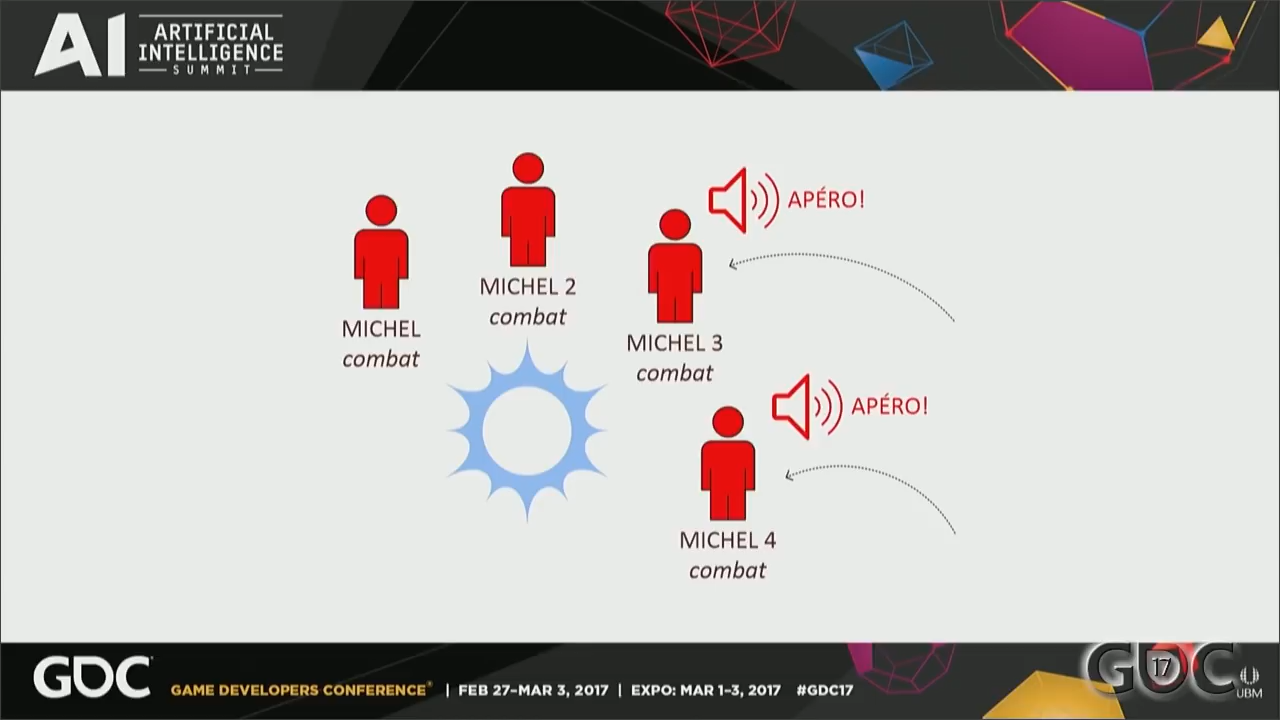 AI ARTIFICIAL
INTELLIGENCE
SUMMIT
APÉRO!
MICHEL 2
combat
MICHEL
combat
MICHEL 3
combat
APÉRO!
MICHEL 4
combat
GDC GAME DEVELOPERS CONFERENCE® | FEB 27–MAR 3, 2017 | EXPO: MAR 1–3, 2017 #GDC17
GDC 17
UBM